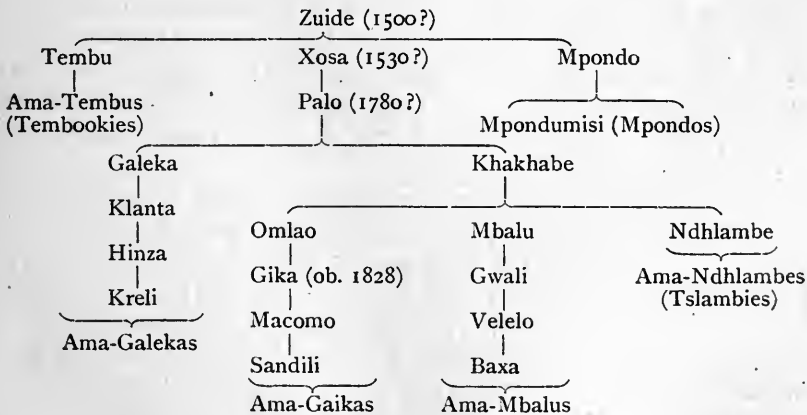 Zuide (1500?)
Tembu Xosa (1530?) Mpondo
Ama-Tembus Palo (1780?)
(Tembookies) Mpondumisi (Mpondos)
Galeka Khakhabe
Klanta
Omlao Mbalu Ndhlambe
Hinza
Gika (ob. 1828) Gwali Ama-Ndhlambes
Kreli (Tslambies)
Macomo Velelo
Ama-Galekas
Sandili Baxa
Ama-Gaikas Ama-Mbalus